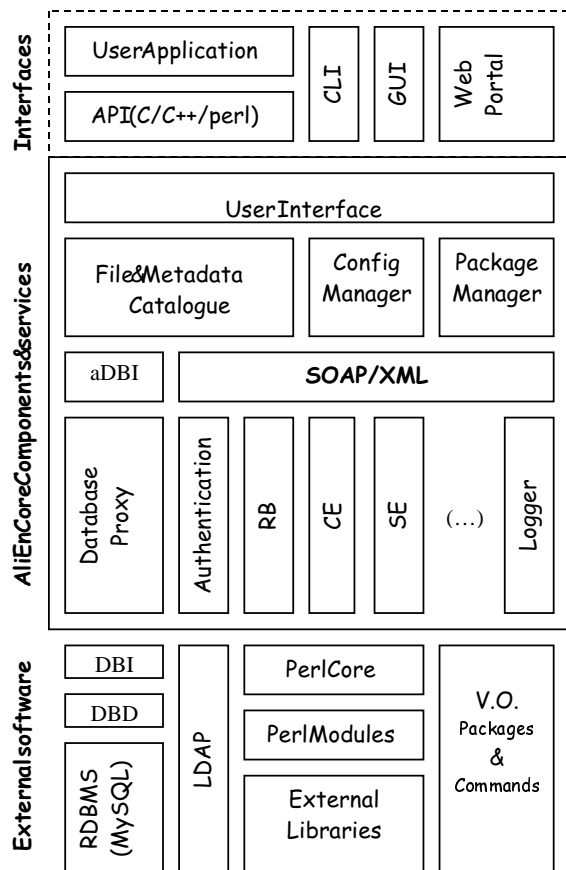 Interfaces
UserApplication
API(C/C++/perl)
CLI
GUI
Web
Portal
AliEnCoreComponents&services
UserInterface
File&Metadata
Catalogue
Config
Manager
Package
Manager
aDBI
SOAP/XML
Database
Proxy
Authentication
RB
CE
SE
(...)
Logger
Externalsoftware
DBI
DBD
RDBMS
(MySQL)
LDAP
PerlCore
PerlModules
External
Libraries
V.O.
Packages
&
Commands